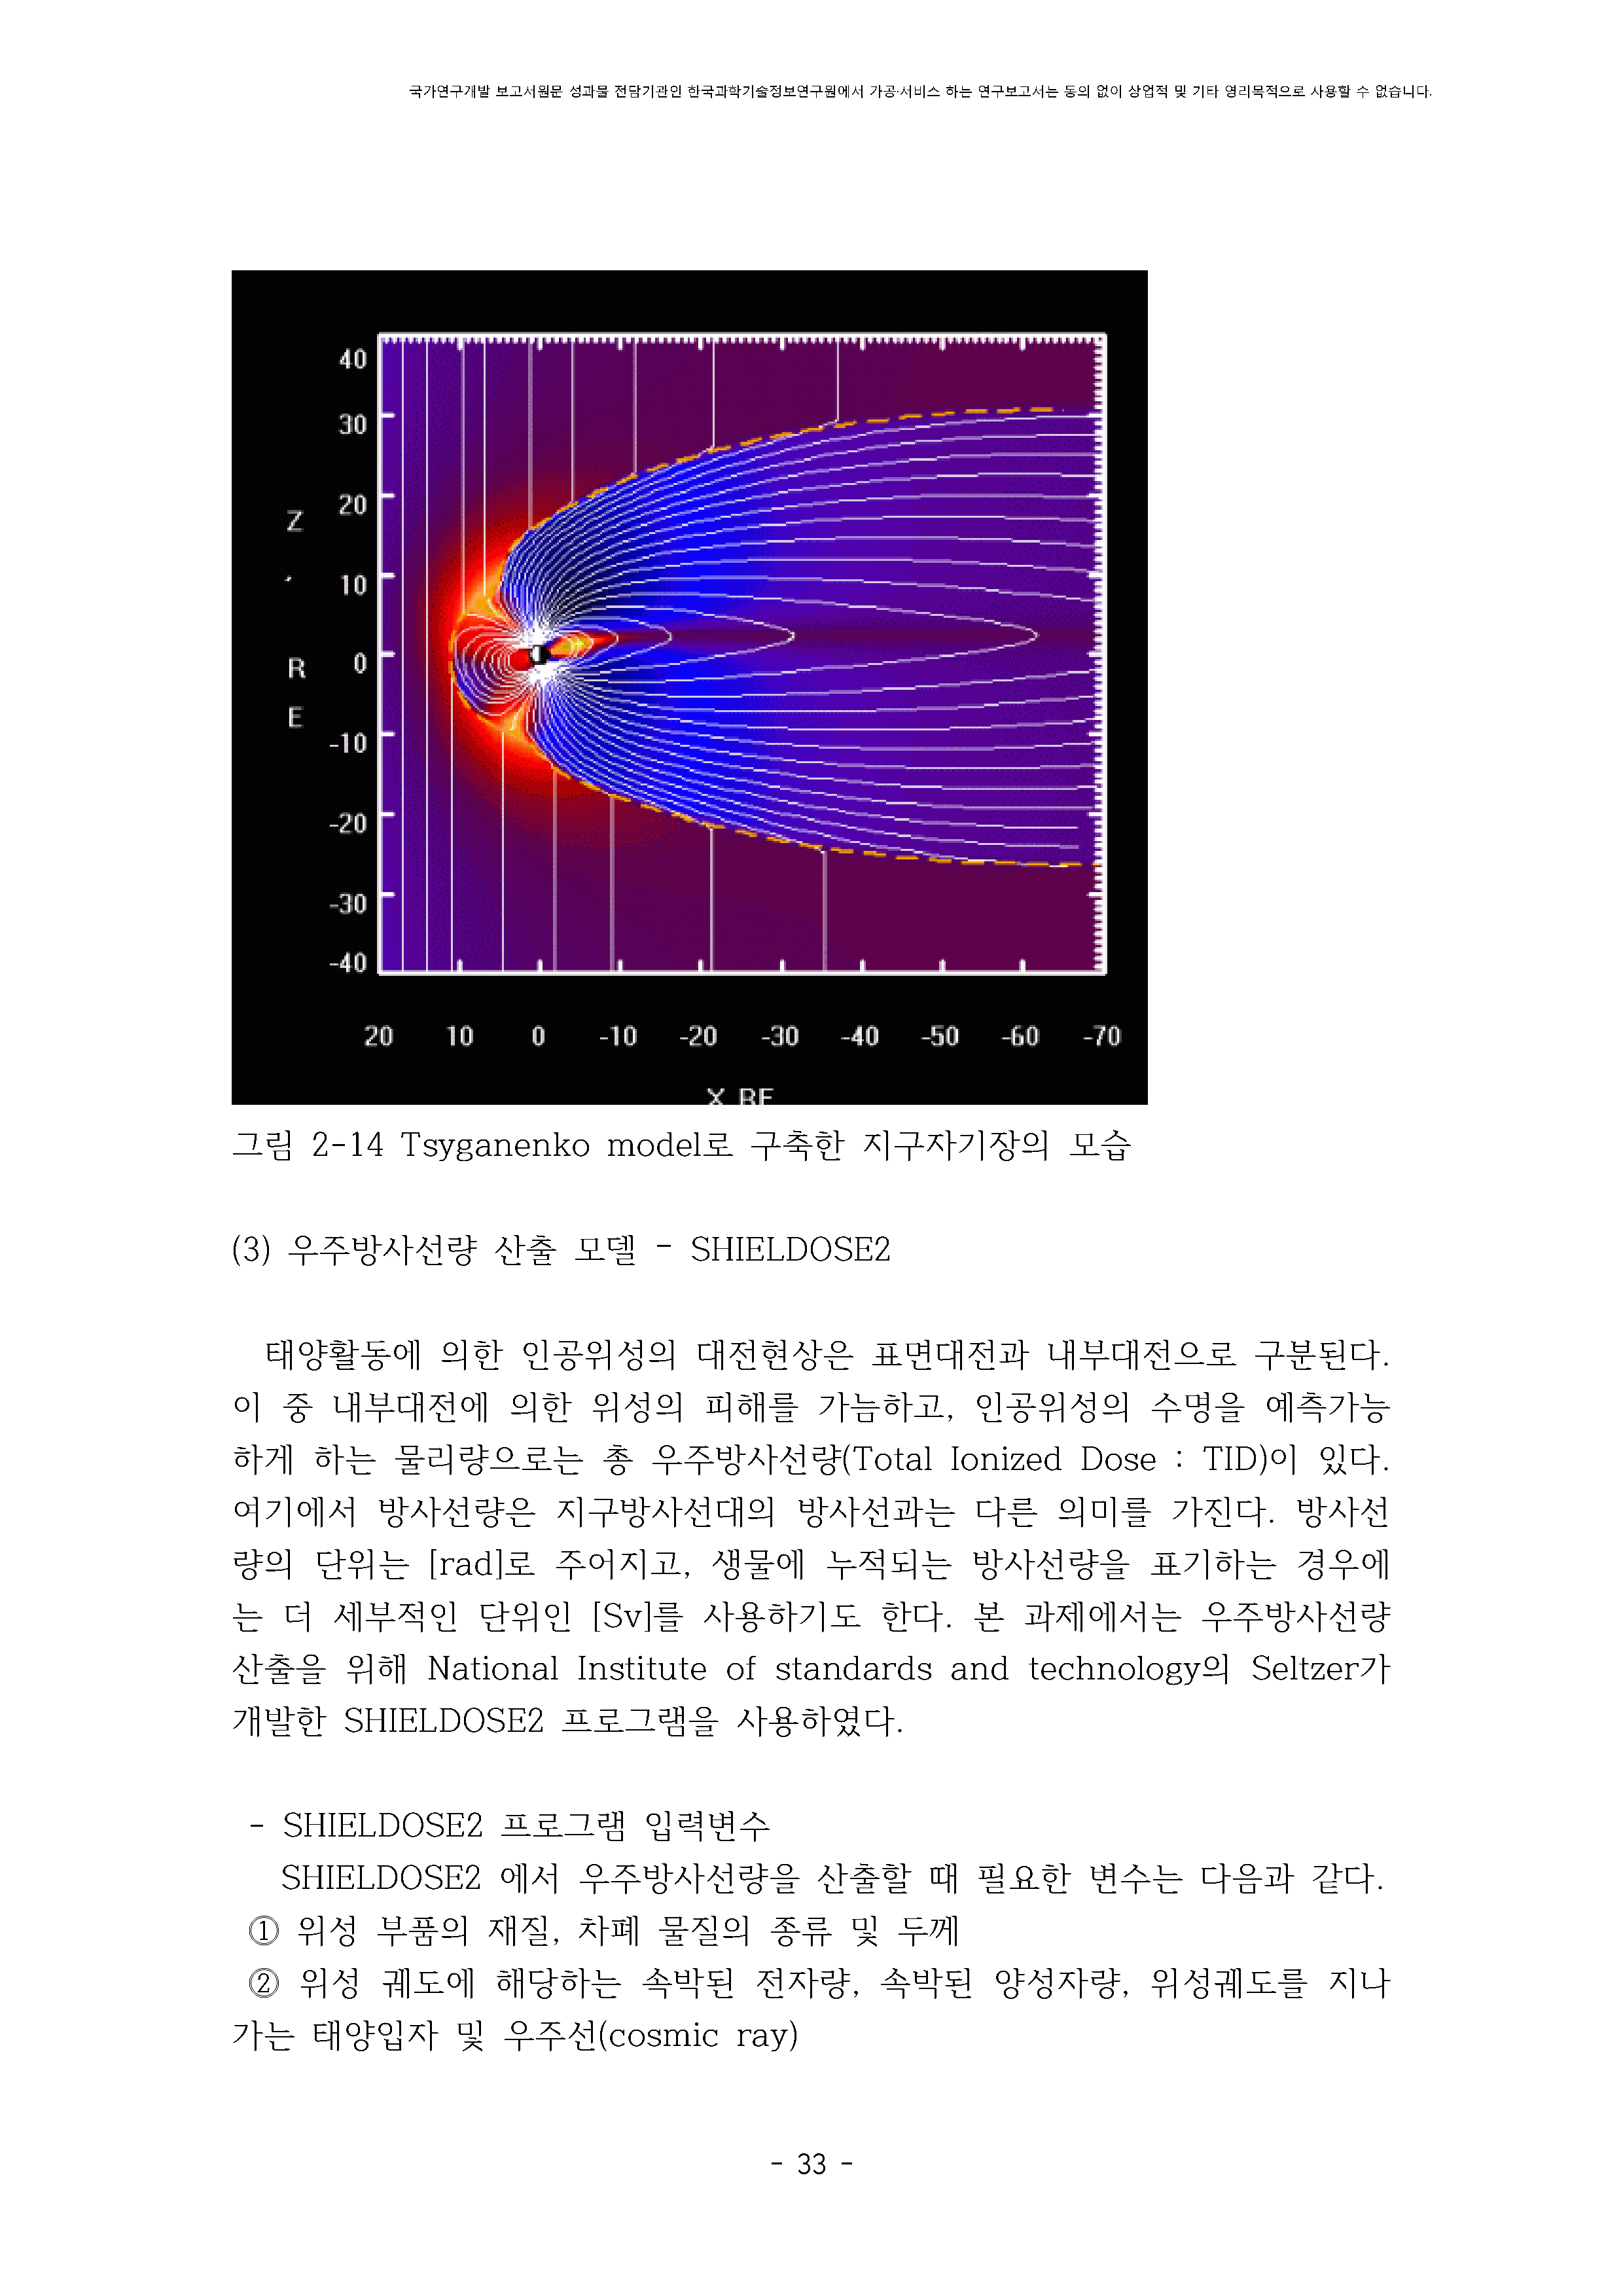 국가연구개발 보고서원문 성과물 전담기관인 한국과학기술정보연구원에서 가공·서비스 하는 연구보고서는 동의 없이 상업적 및 기타 영리목적으로 사용할 수 없습니다.
40
30
20
Z
,
10
R
0
E
-10
-20
-30
-40
20 10 0 -10 -20 -30 -40 -50 -60 -70
X RE
그림 2-14 Tsyganenko model로 구축한 지구자기장의 모습
(3) 우주방사선량 산출 모델 - SHIELDOSE2
태양활동에 의한 인공위성의 대전현상은 표면대전과 내부대전으로 구분된다.
이 중 내부대전에 의한 위성의 피해를 가늠하고, 인공위성의 수명을 예측가능
하게 하는 물리량으로는 총 우주방사선량(Total Ionized Dose : TID)이 있다.
여기에서 방사선량은 지구방사선대의 방사선과는 다른 의미를 가진다. 방사선
량의 단위는 [rad]로 주어지고, 생물에 누적되는 방사선량을 표기하는 경우에
는 더 세부적인 단위인 [Sv]를 사용하기도 한다. 본 과제에서는 우주방사선량
산출을 위해 National Institute of standards and technology의 Seltzer가
개발한 SHIELDOSE2 프로그램을 사용하였다.
- SHIELDOSE2 프로그램 입력변수
SHIELDOSE2 에서 우주방사선량을 산출할 때 필요한 변수는 다음과 같다.
① 위성 부품의 재질, 차폐 물질의 종류 및 두께
② 위성 궤도에 해당하는 속박된 전자량, 속박된 양성자량, 위성궤도를 지나
가는 태양입자 및 우주선(cosmic ray)
- 33 -